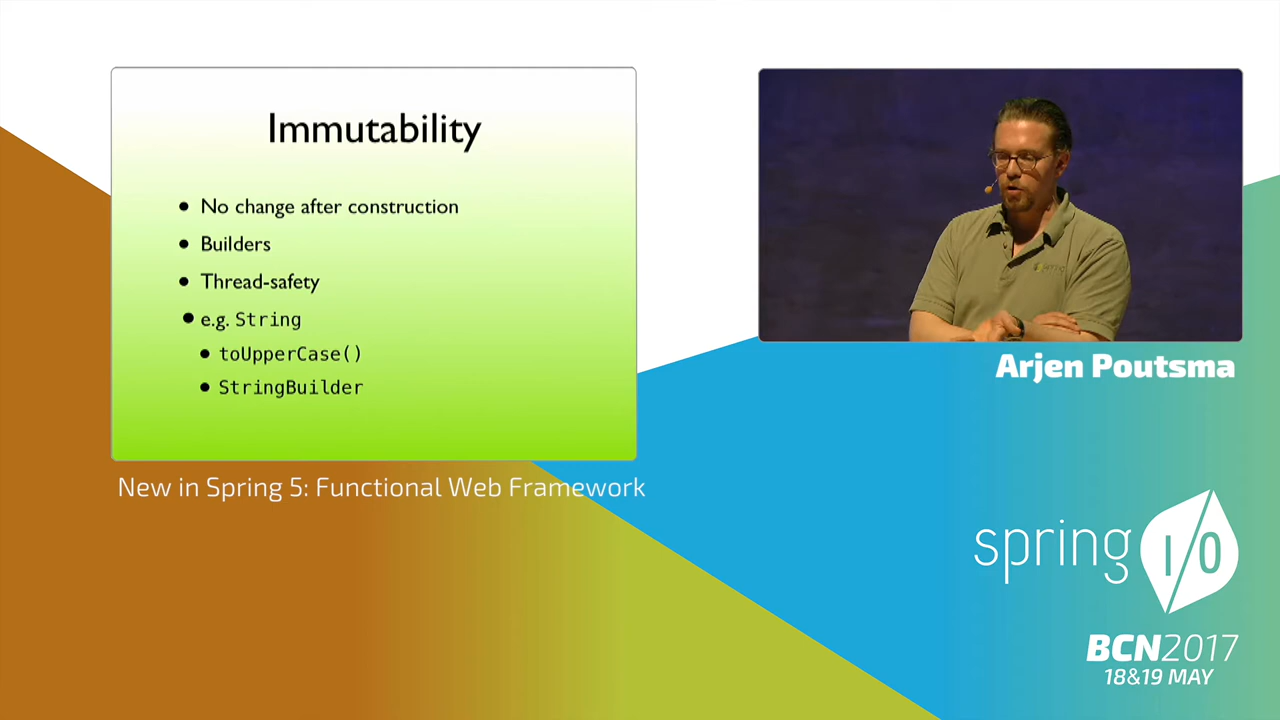 Immutability
• No change after construction
• Builders
• Thread-safety
• e.g. String
• toUpperCase()
• StringBuilder
Arjen Poutsma
New in Spring 5: Functional Web Framework
spring I/O
BCN2017
18&19 MAY